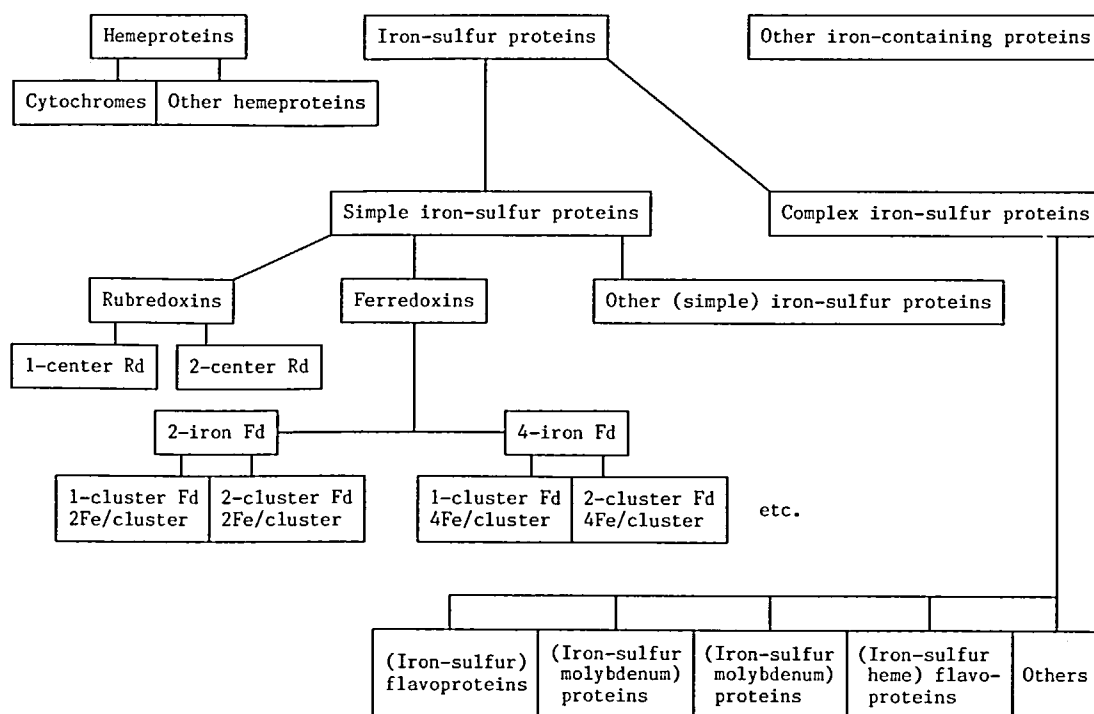 Hemeproteins
Iron-sulfur proteins
Other iron-containing proteins
Cytochromes
Other hemeproteins
Simple iron-sulfur proteins
Complex iron-sulfur proteins
Rubredoxins
Ferredoxins
Other (simple) iron-sulfur proteins
1-center Rd
2-center Rd
2-iron Fd
4-iron Fd
1-cluster Fd
2Fe/cluster
2-cluster Fd
2Fe/cluster
1-cluster Fd
4Fe/cluster
2-cluster Fd
4Fe/cluster
etc.
(Iron-sulfur)
flavoproteins
(Iron-sulfur
molybdenum)
proteins
(Iron-sulfur
molybdenum)
proteins
(Iron-sulfur
heme) flavo-
proteins
Others